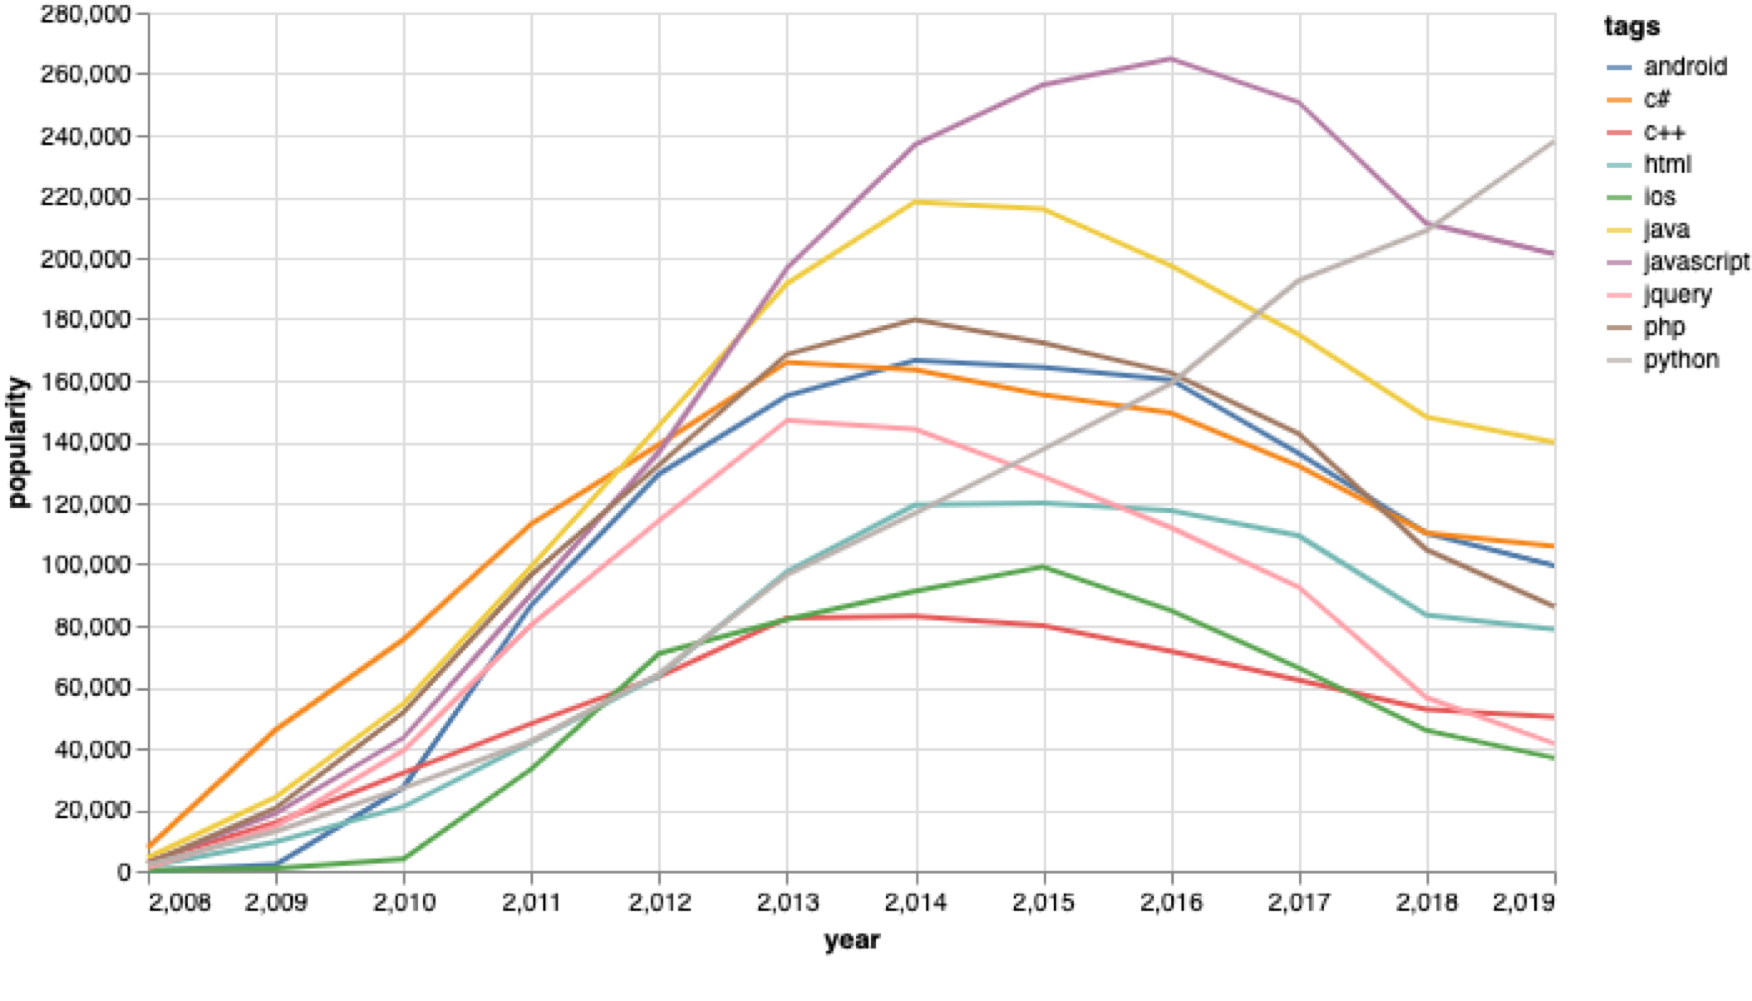 280,000
260,000
240,000
220,000
200,000
180,000
160,000
140,000
120,000
100,000
80,000
60,000
40,000
20,000
0
popularity
2,008 2,009 2,010 2,011 2,012 2,013 2,014 2,015 2,016 2,017 2,018 2,019
year
tags
android
c#
c++
html
ios
java
javascript
jquery
php
python